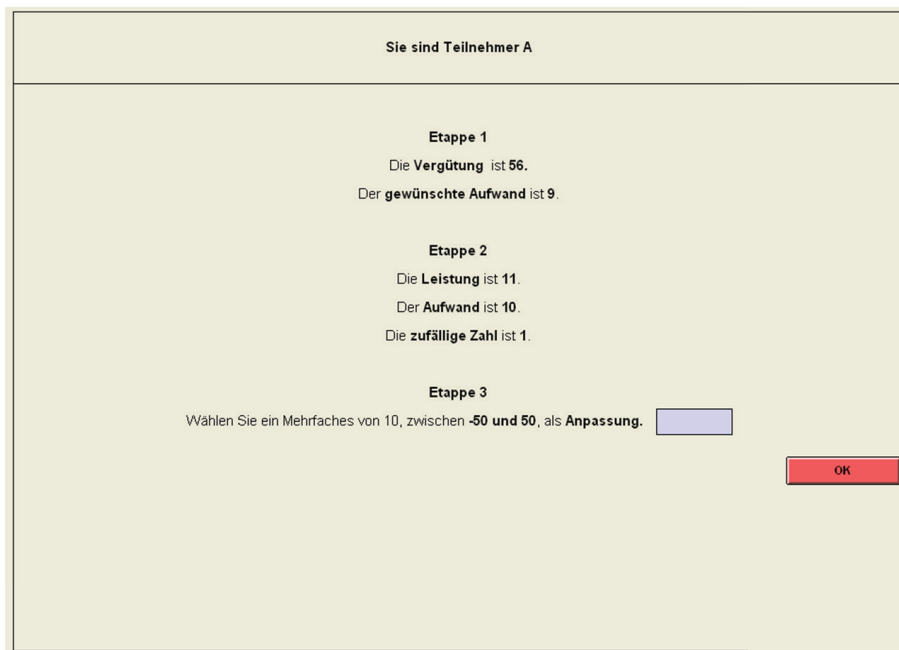 Sie sind Teilnehmer A
Etappe 1
Die Vergütung ist 56.
Der gewünschte Aufwand ist 9.
Etappe 2
Die Leistung ist 11.
Der Aufwand ist 10.
Die zufällige Zahl ist 1.
Etappe 3
Wählen Sie ein Mehrfaches von 10, zwischen -50 und 50, als Anpassung.
OK